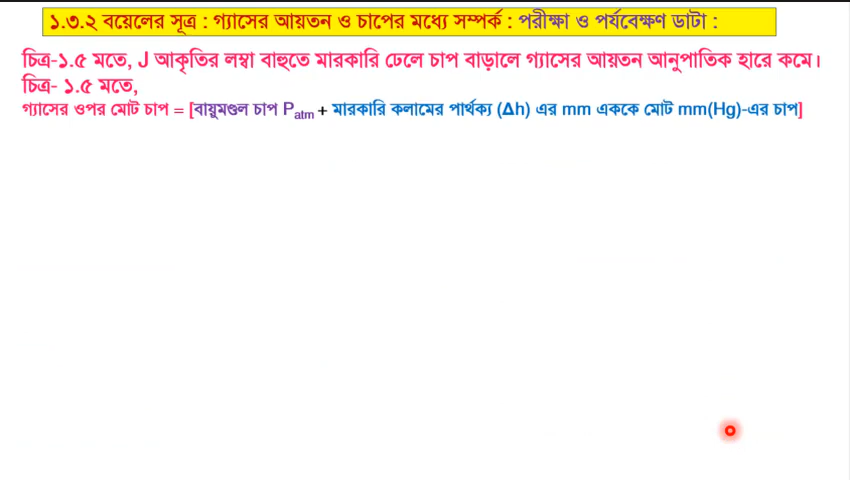 ১.৩.২ বয়েলের সূত্র : গ্যাসের আয়তন ও চাপের মধ্যে সম্পর্ক : পরীক্ষা ও পর্যবেক্ষণ ডাটা :
চিত্র-১.৫ মতে, J আকৃতির লম্বা বাহুতে মারকারি ঢেলে চাপ বাড়ালে গ্যাসের আয়তন আনুপাতিক হারে কমে।
চিত্র- ১.৫ মতে,
গ্যাসের ওপর মোট চাপ = [বায়ুমণ্ডল চাপ Patm + মারকারি কলামের পার্থক্য (Δh) এর mm এককে মোট mm(Hg)-এর চাপ]